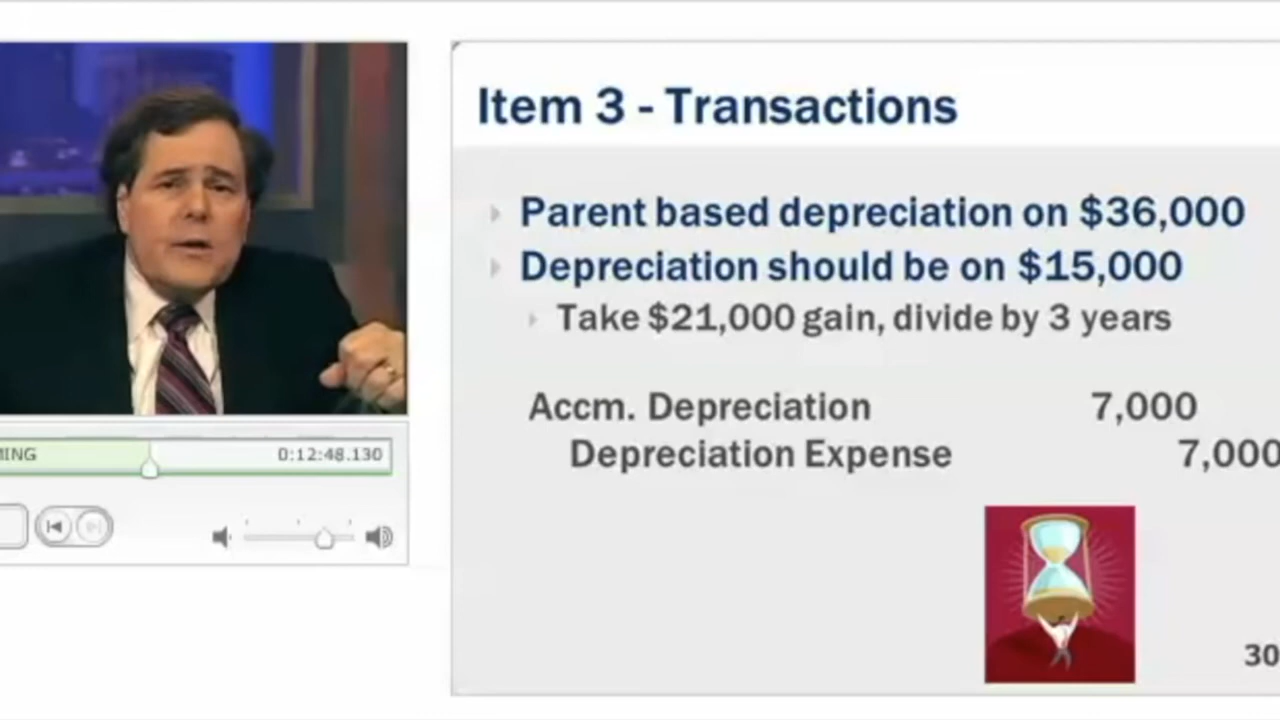 Item 3 - Transactions
Parent based depreciation on $36,000
Depreciation should be on $15,000
Take $21,000 gain, divide by 3 years
Accm. Depreciation 7,000
Depreciation Expense 7,000
MING 0:12:48.130
30